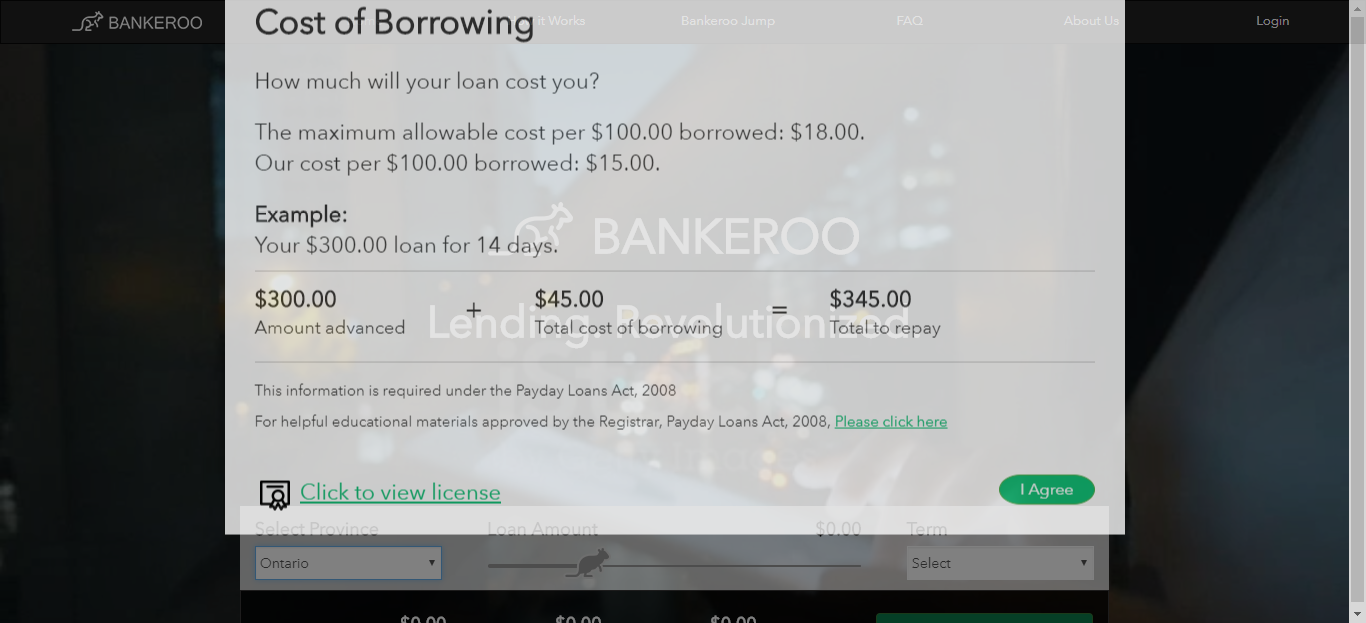 BANKEROO
it Works
Bankeroo Jump
FAQ
About Us
Login
Cost of Borrowing
How much will your loan cost you?
The maximum allowable cost per $100.00 borrowed: $18.00.
Our cost per $100.00 borrowed: $15.00.
Example:
Your $300.00 loan for 14 days.
BANKEROO
$300.00 + $45.00 = $345.00
Amount advanced Total cost of borrowing Total to repay
Lending. Revolutionized
This information is required under the Payday Loans Act, 2008
For helpful educational materials approved by the Registrar, Payday Loans Act, 2008, Please click here
Click to view license
I Agree
Select Province Loan Amount $0.00 Term
Ontario Select
$0.00 $0.00 $0.00